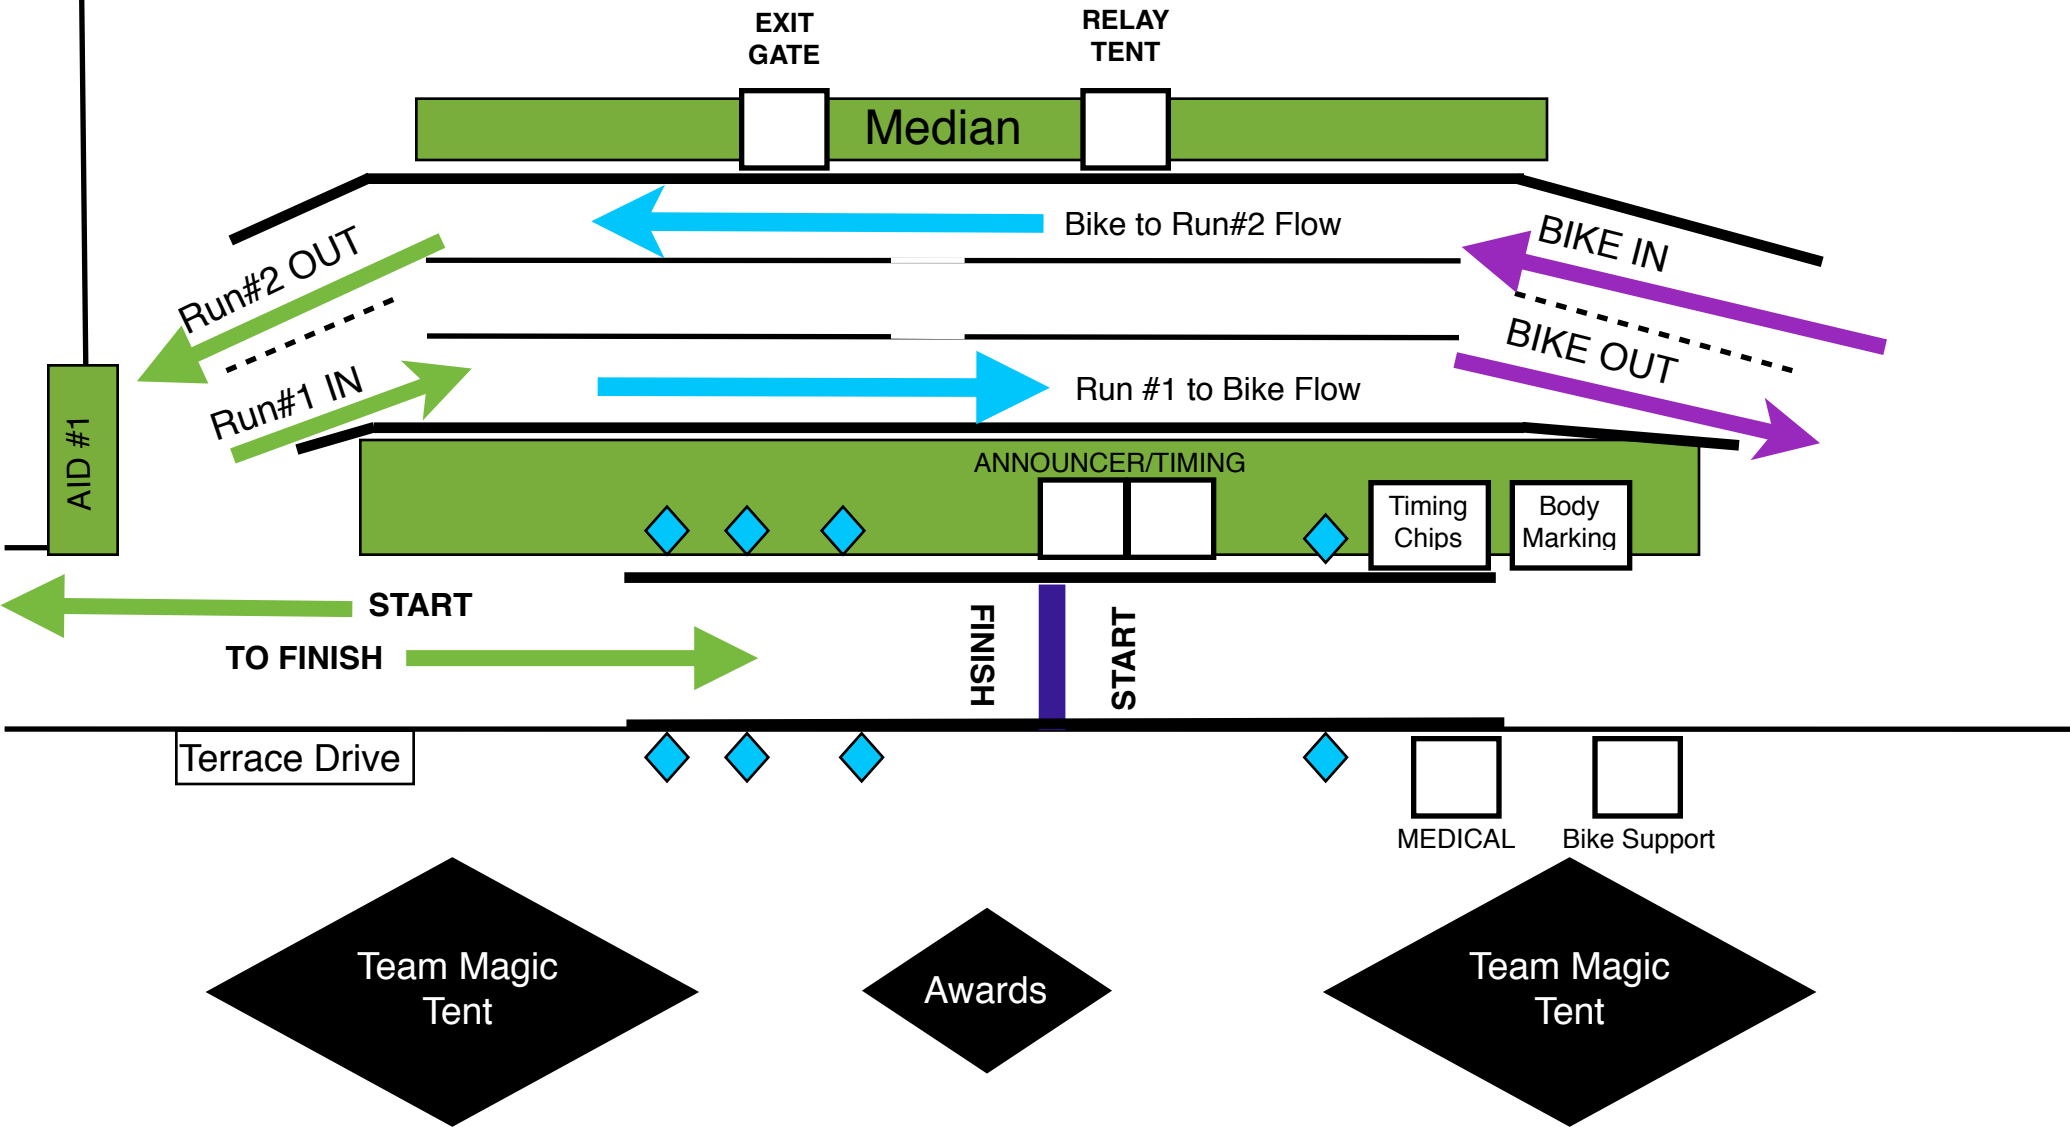 EXIT
GATE
RELAY
TENT
Median
Bike to Run#2 Flow
BIKE IN
Run#2 OUT
BIKE OUT
Run#1 IN
Run #1 to Bike Flow
AID #1
ANNOUNCER/TIMING
Timing
Chips
Body
Marking
START
TO FINISH
FINISH
START
Terrace Drive
MEDICAL
Bike Support
Team Magic
Tent
Awards
Team Magic
Tent